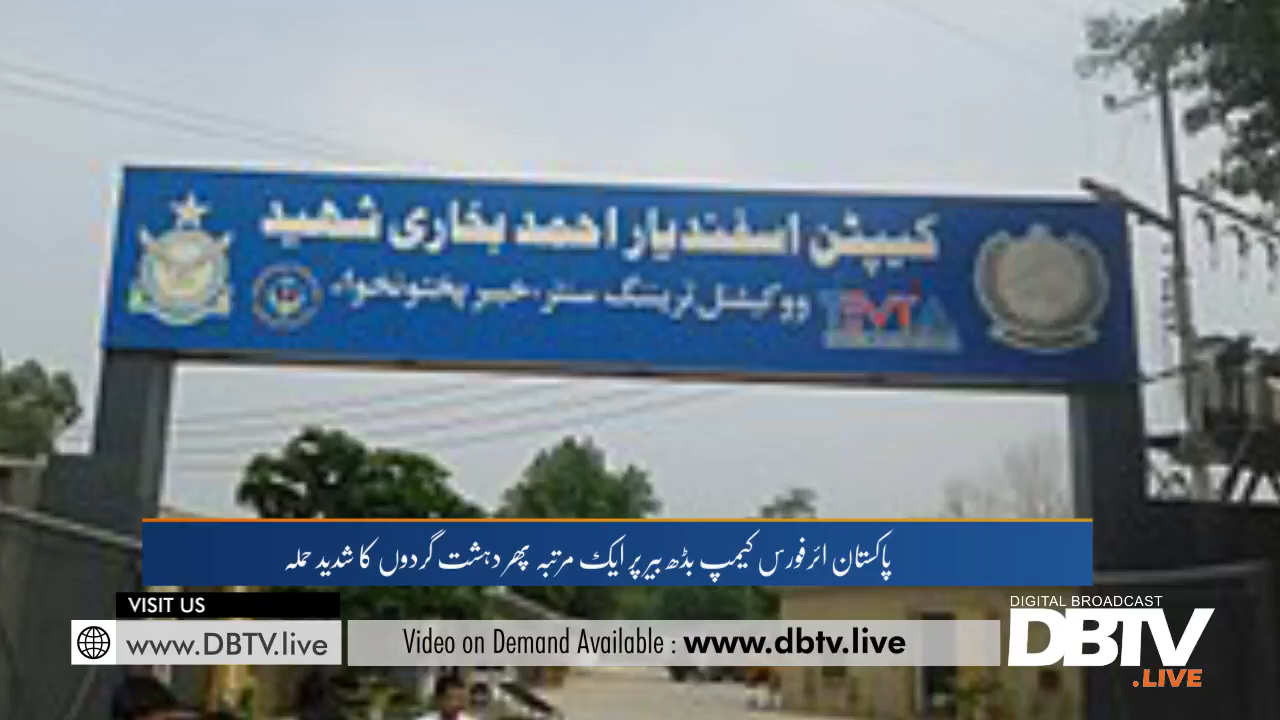 کیپٹن اسفندیار احمد بخاری شہید
ووکیشنل ٹریننگ سنٹر، خیبر پختونخواہ
TEVTA
پاکستان ائرفورس کیمپ بڈھ بیر پر ایک مرتبہ پھر دہشت گردوں کا شدید حملہ
VISIT US
www.DBTV.live
Video on Demand Available : www.dbtv.live
DIGITAL BROADCAST
DBTV
.LIVE